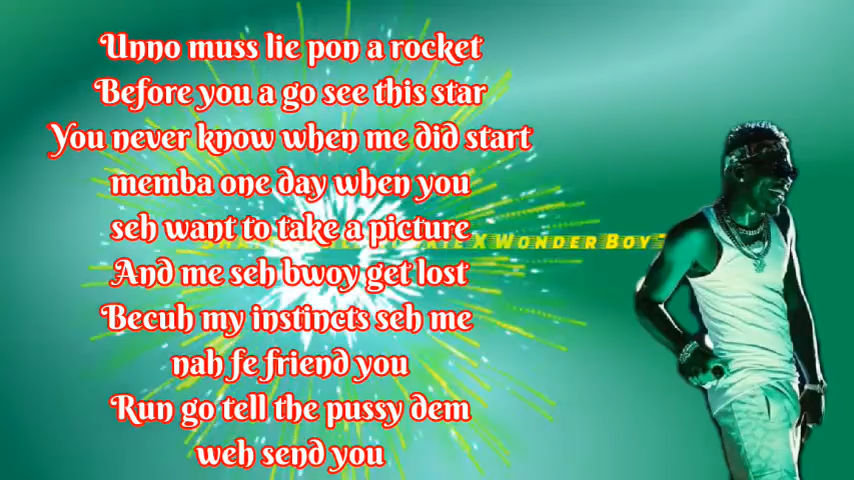 Unno muss lie pon a rocket
Before you a go see this star
You never know when me did start
memba one day when you
seh want to take a picture
X Wonder Boy
And me seh bwoy get lost
Becuh my instincts seh me
nah fe friend you
Run go tell the pussy dem
weh send you